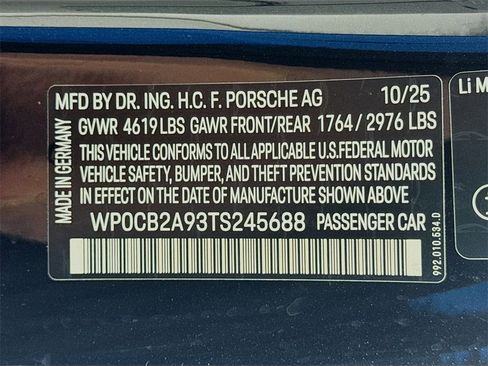 MFD BY DR. ING. H.C. F. PORSCHE AG 10/25
GVWR 4619 LBS GAWR FRONT/REAR 1764 / 2976 LBS
THIS VEHICLE CONFORMS TO ALL APPLICABLE U.S.FEDERAL MOTOR
VEHICLE SAFETY, BUMPER, AND THEFT PREVENTION STANDARDS
IN EFFECT ON THE DATE OF MANUFACTURE SHOWN ABOVE.
WP0CB2A93TS245688 PASSENGER CAR
MADE IN GERMANY
992.010.534.D
Li M